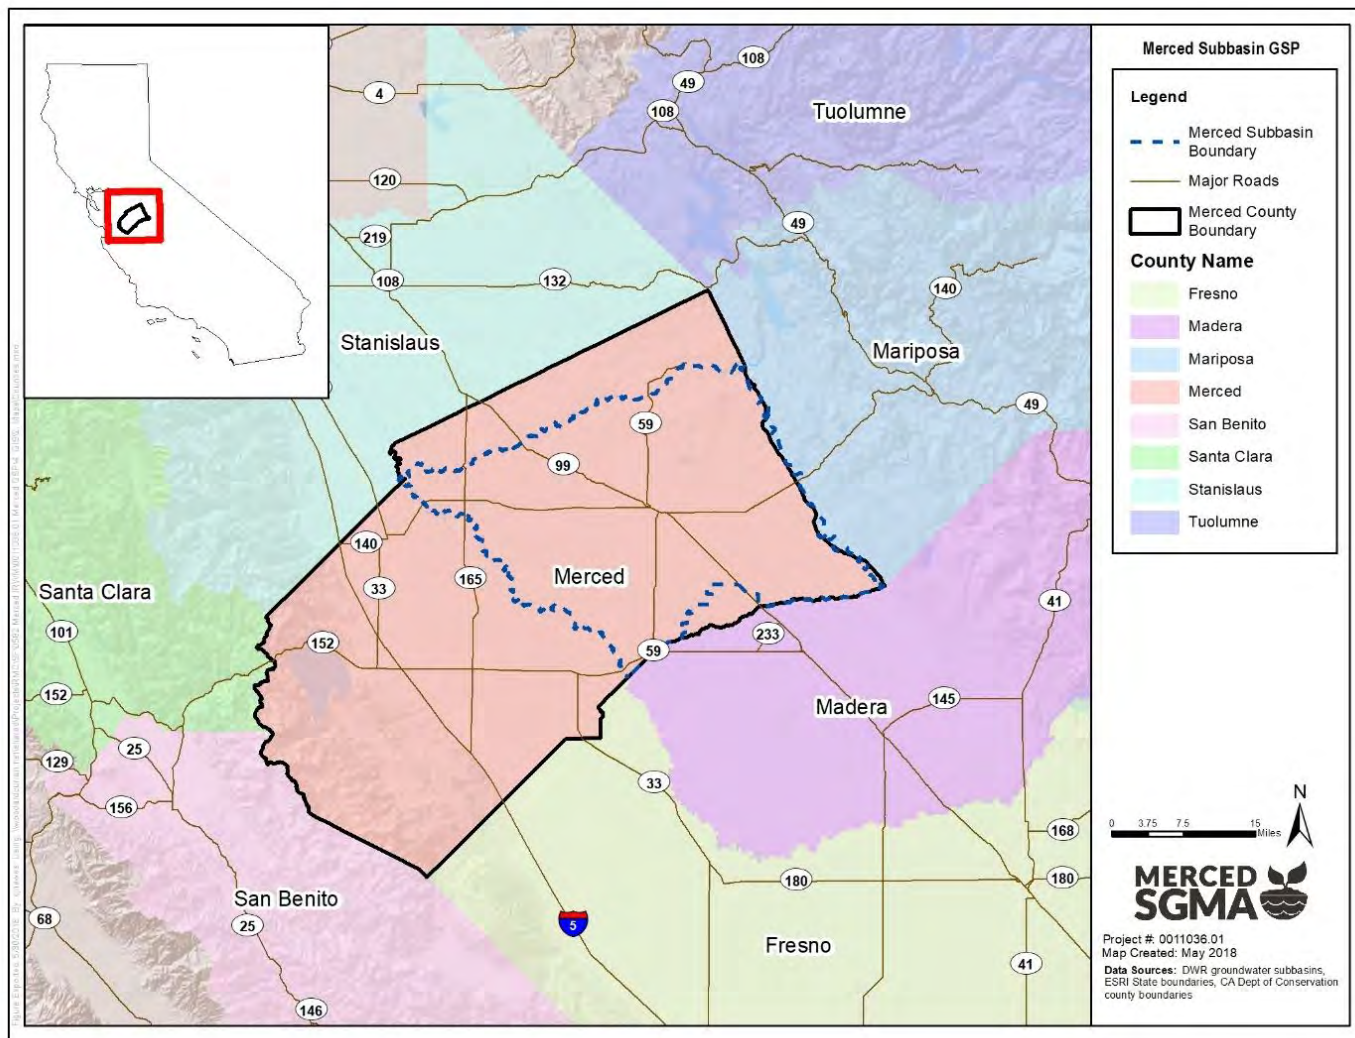 4
108
49
108
Tuolumne
120
49
219
108
132
140
Stanislaus
Mariposa
59
49
99
140
165
Merced
33
Santa Clara
41
101
152
233
59
152
Madera
145
25
129
33
156
168
180
180
San Benito
25
68
5
Fresno
41
146
Merced Subbasin GSP
Legend
Merced Subbasin
Boundary
Major Roads
Merced County
Boundary
County Name
Fresno
Madera
Mariposa
Merced
San Benito
Santa Clara
Stanislaus
Tuolumne
N
0 3.75 7.5 15
Miles
MERCED
SGMA
Project #: 0011036.01
Map Created: May 2018
Data Sources: DWR groundwater subbasins,
ESRI State boundaries, CA Dept of Conservation
county boundaries